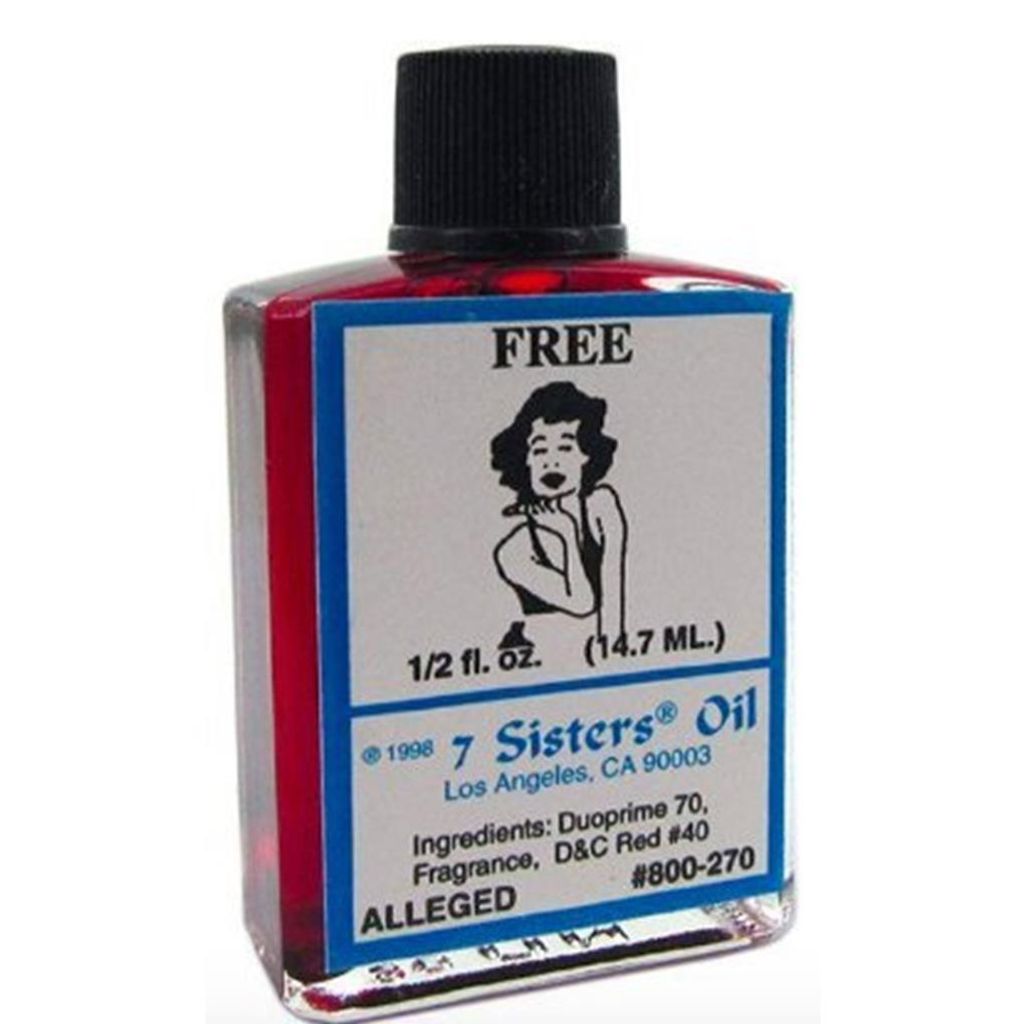 FREE
1/2 fl. oz. (14.7 ML.)
® 1998 7 Sisters® Oil
Los Angeles, CA 90003
Ingredients: Duoprime 70,
Fragrance, D&C Red #40
ALLEGED #800-270